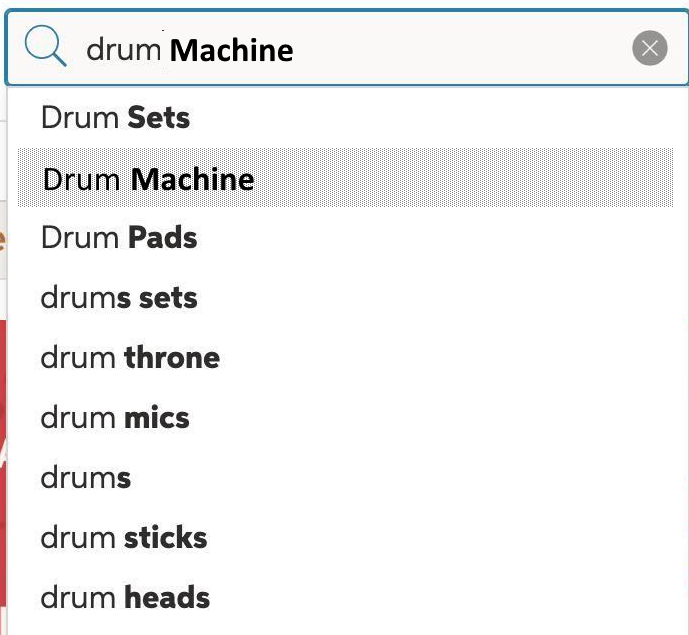 drum Machine
Drum Sets
Drum Machine
Drum Pads
drums sets
drum throne
drum mics
drums
drum sticks
drum heads